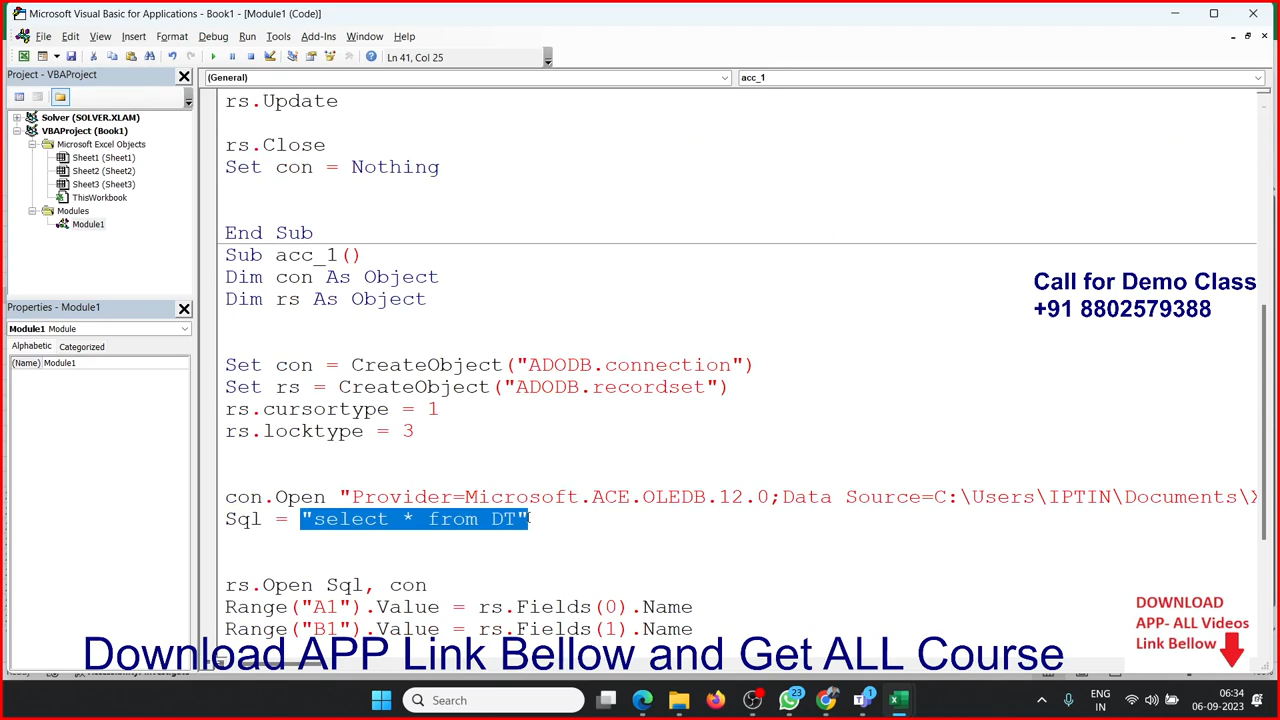 Microsoft Visual Basic for Applications - Book1 - [Module1 (Code)]
File Edit View Insert Format Debug Run Tools Add-Ins Window Help
Ln 41, Col 25
Project - VBAProject
(General)
acc_1
Solver (SOLVER.XLAM)
VBAProject (Book1)
Microsoft Excel Objects
Sheet1 (Sheet1)
Sheet2 (Sheet2)
Sheet3 (Sheet3)
ThisWorkbook
Modules
Module1
Properties - Module1
Module1 Module
Alphabetic Categorized
(Name) Module1
rs.Update
rs.Close
Set con = Nothing
End Sub
Sub acc_1()
Dim con As Object
Dim rs As Object
Set con = CreateObject("ADODB.connection")
Set rs = CreateObject("ADODB.recordset")
rs.cursortype = 1
rs.locktype = 3
con.Open "Provider=Microsoft.ACE.OLEDB.12.0;Data Source=C:\Users\IPTIN\Documents\
Sql = "select * from DT"
rs.Open Sql, con
Range("A1").Value = rs.Fields(0).Name
Range("B1").Value = rs.Fields(1).Name
Call for Demo Class
+91 8802579388
DOWNLOAD
APP- ALL Videos
Link Bellow
Download APP Link Bellow and Get ALL Course
Search
23
1
ENG
IN
06:34
06-09-2023